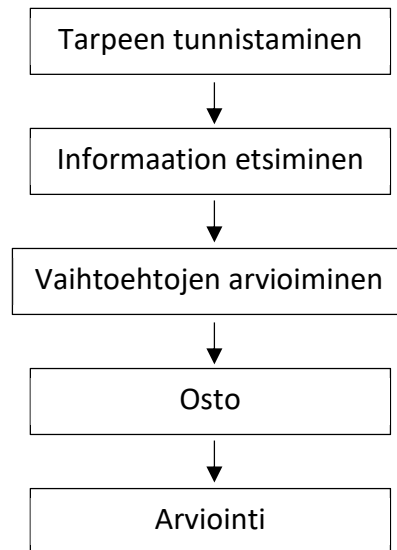 Tarpeen tunnistaminen
Informaation etsiminen
Vaihtoehtojen arvioiminen
Osto
Arviointi